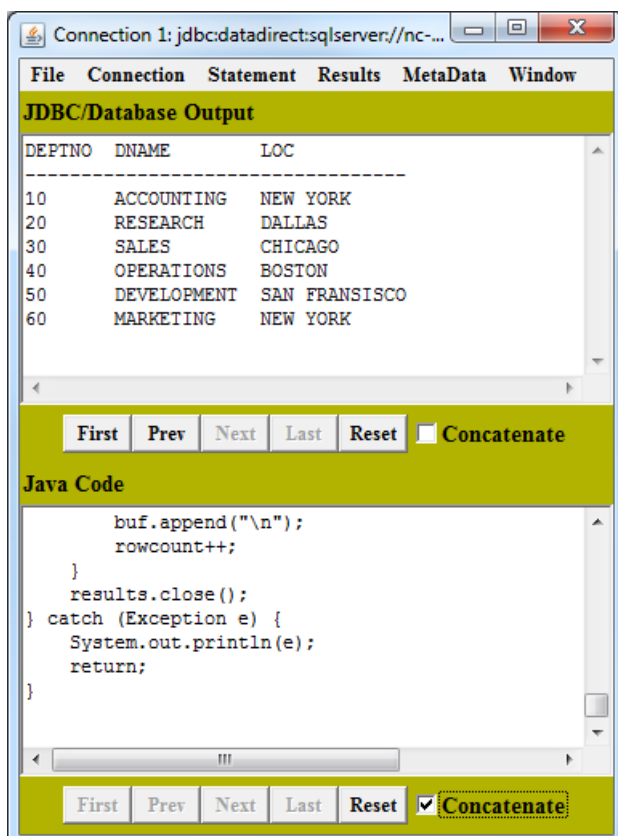 Connection 1: jdbc:datadirect:sqlserver://nc-...
File Connection Statement Results MetaData Window
JDBC/Database Output
DEPTNO DNAME LOC
-----------------------------------
10 ACCOUNTING NEW YORK
20 RESEARCH DALLAS
30 SALES CHICAGO
40 OPERATIONS BOSTON
50 DEVELOPMENT SAN FRANSISCO
60 MARKETING NEW YORK
First Prev Next Last Reset Concatenate
Java Code
buf.append("\n");
rowcount++;
}
results.close();
} catch (Exception e) {
System.out.println(e);
return;
}
First Prev Next Last Reset Concatenate